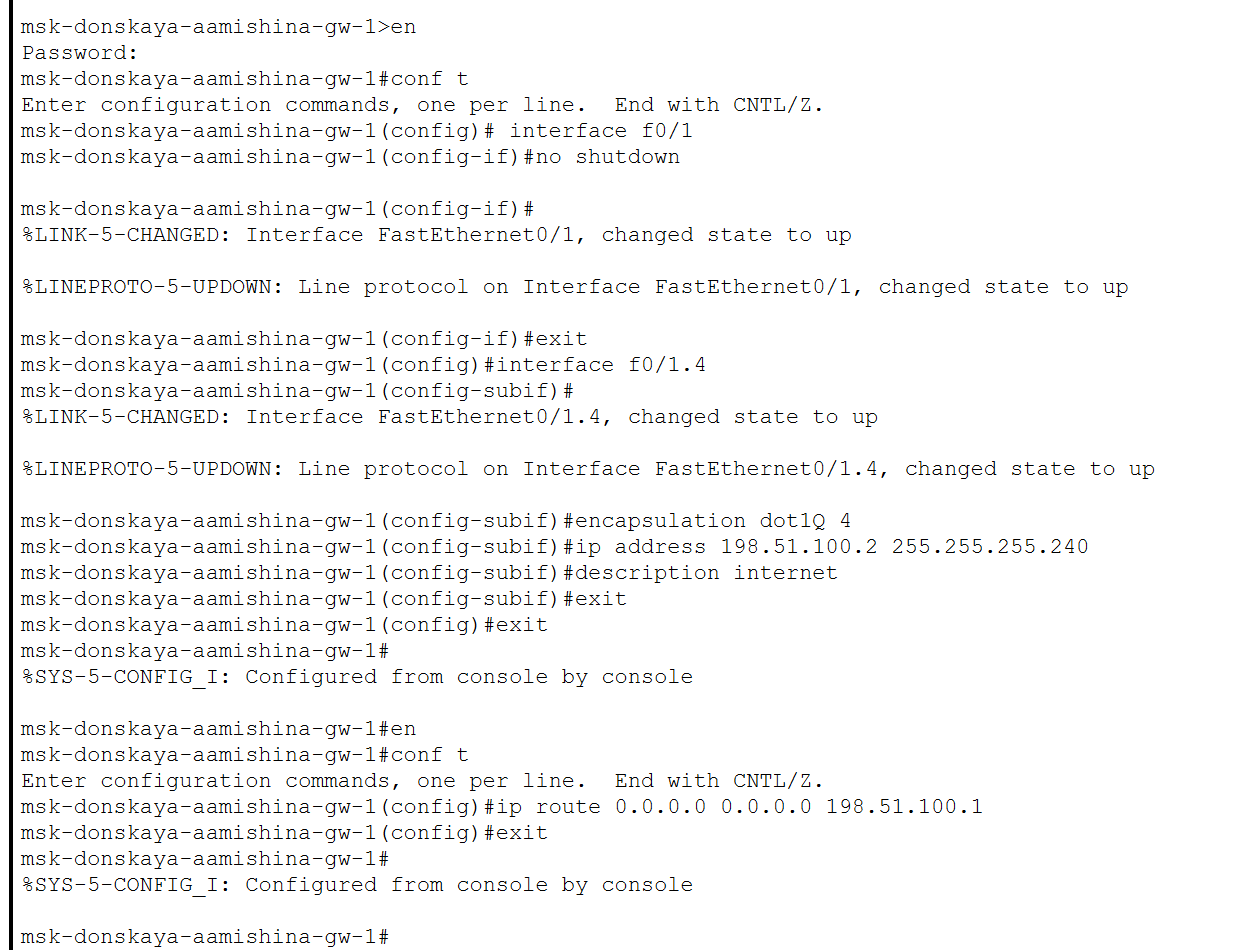 msk-donskaya-aamishina-gw-1>en
Password:
msk-donskaya-aamishina-gw-1#conf t
Enter configuration commands, one per line.  End with CNTL/Z.
msk-donskaya-aamishina-gw-1(config)# interface f0/1
msk-donskaya-aamishina-gw-1(config-if)#no shutdown

msk-donskaya-aamishina-gw-1(config-if)#
%LINK-5-CHANGED: Interface FastEthernet0/1, changed state to up

%LINEPROTO-5-UPDOWN: Line protocol on Interface FastEthernet0/1, changed state to up

msk-donskaya-aamishina-gw-1(config-if)#exit
msk-donskaya-aamishina-gw-1(config)#interface f0/1.4
msk-donskaya-aamishina-gw-1(config-subif)#
%LINK-5-CHANGED: Interface FastEthernet0/1.4, changed state to up

%LINEPROTO-5-UPDOWN: Line protocol on Interface FastEthernet0/1.4, changed state to up

msk-donskaya-aamishina-gw-1(config-subif)#encapsulation dot1Q 4
msk-donskaya-aamishina-gw-1(config-subif)#ip address 198.51.100.2 255.255.255.240
msk-donskaya-aamishina-gw-1(config-subif)#description internet
msk-donskaya-aamishina-gw-1(config-subif)#exit
msk-donskaya-aamishina-gw-1(config)#exit
msk-donskaya-aamishina-gw-1#
%SYS-5-CONFIG_I: Configured from console by console

msk-donskaya-aamishina-gw-1#en
msk-donskaya-aamishina-gw-1#conf t
Enter configuration commands, one per line.  End with CNTL/Z.
msk-donskaya-aamishina-gw-1(config)#ip route 0.0.0.0 0.0.0.0 198.51.100.1
msk-donskaya-aamishina-gw-1(config)#exit
msk-donskaya-aamishina-gw-1#
%SYS-5-CONFIG_I: Configured from console by console

msk-donskaya-aamishina-gw-1#